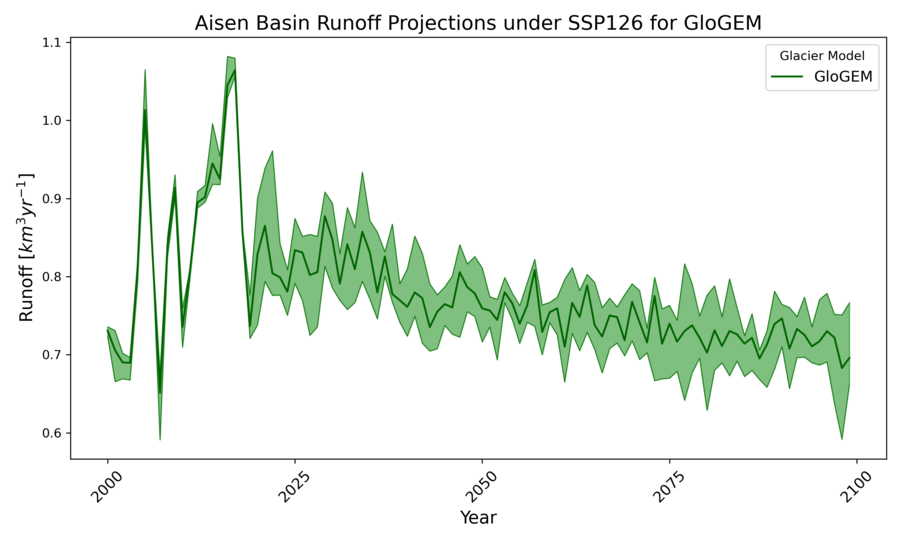 Aisen Basin Runoff Projections under SSP126 for GloGEM
Glacier Model
GloGEM
Runoff [km³yr⁻¹]
1.1
1.0
0.9
0.8
0.7
0.6
2000
2025
2050
2075
2100
Year